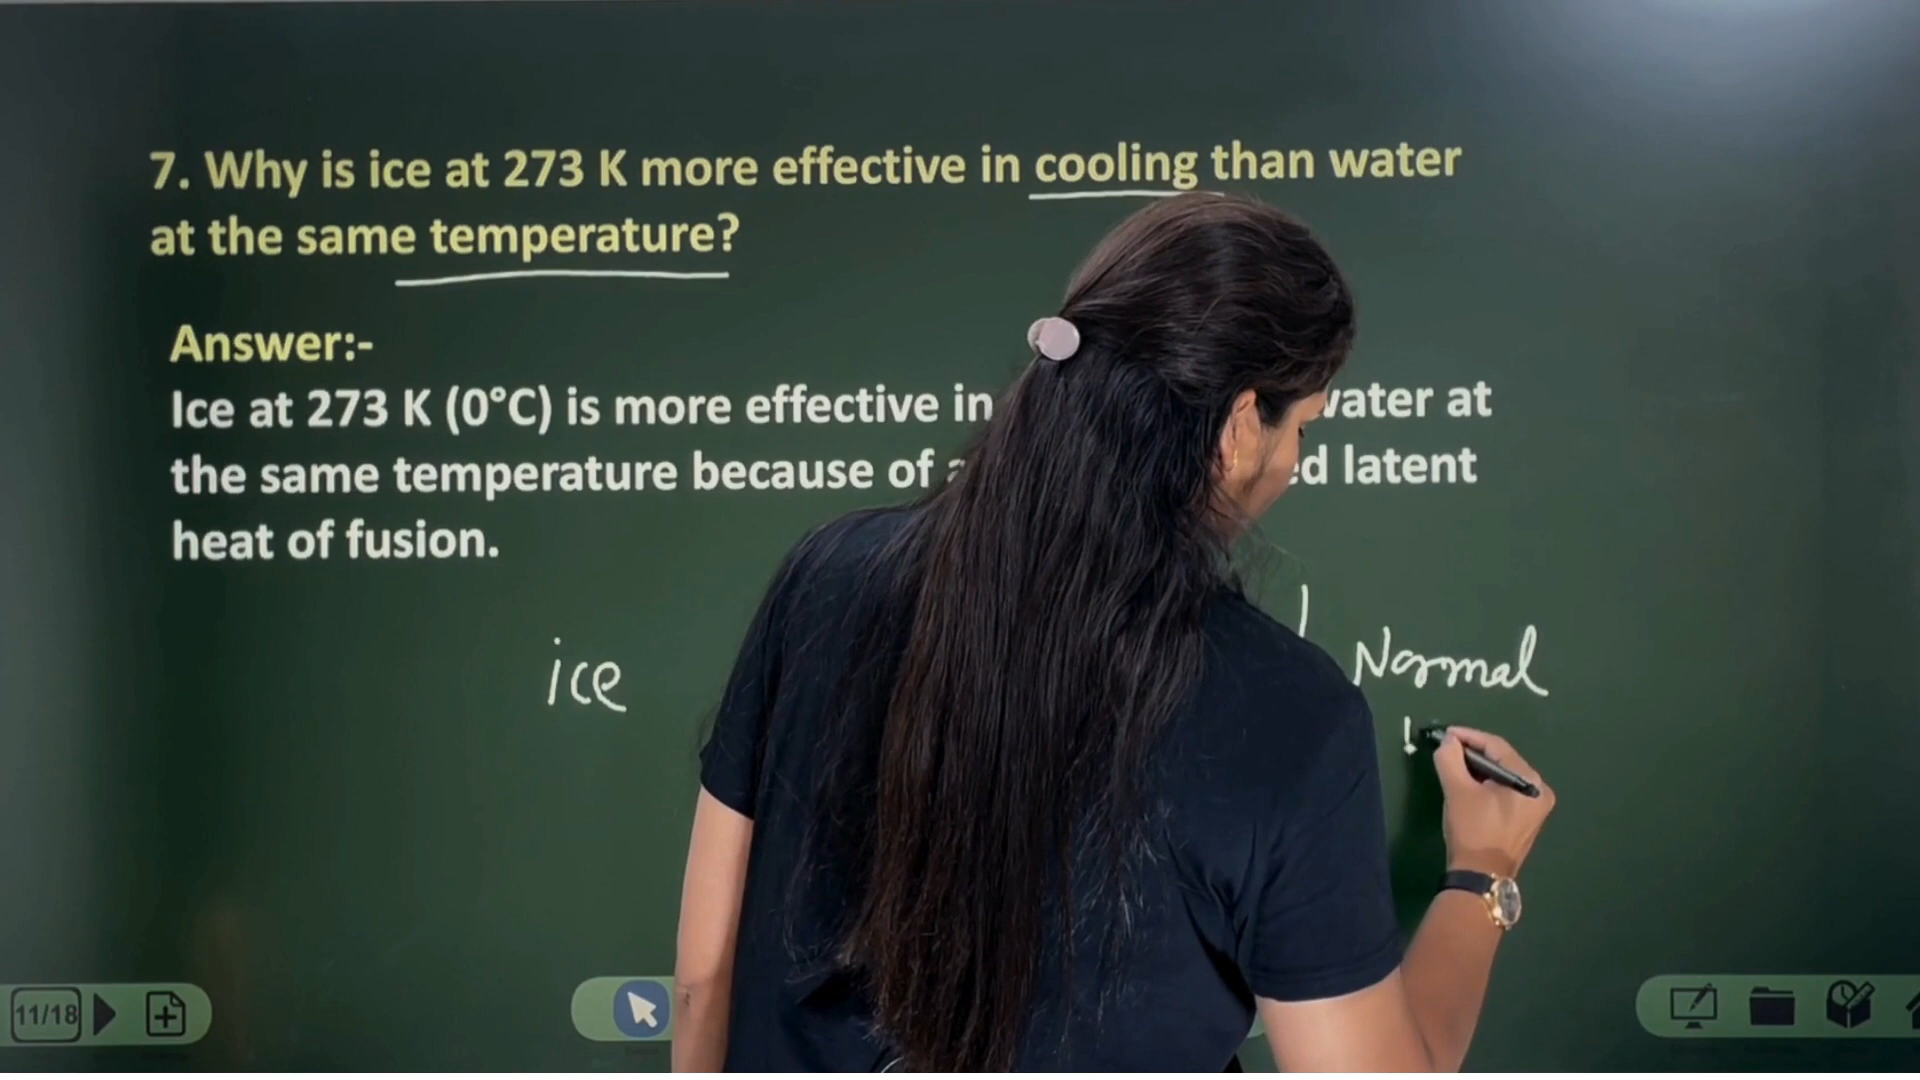 7. Why is ice at 273 K more effective in cooling than water
at the same temperature?
Answer:-
Ice at 273 K (0°C) is more effective in water at
the same temperature because of latent
heat of fusion.
ice
Normal
11/18